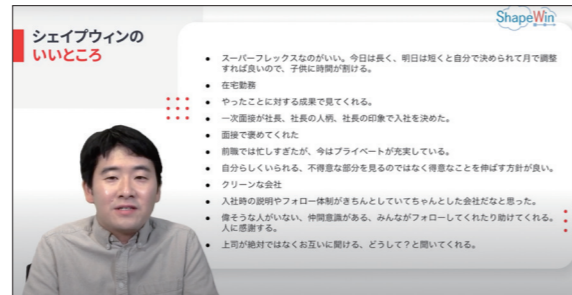 ShapeWin
シェイプウィンの
いいところ
スーパーフレックスなのがいい。今日は長く、明日は短くと自分で決められて月で調整
すれば良いので、子供に時間が割ける。
在宅勤務
やったことに対する成果で見てくれる。
一次面接が社長、社長の人柄、社長の印象で入社を決めた。
面接で褒めてくれた
前職では忙しすぎたが、今はプライベートが充実している。
自分らしくいられる、不得意な部分を見るのではなく得意なことを伸ばす方針が良い。
クリーンな会社
入社時の説明やフォロー体制がきちんとしていてちゃんとした会社だなと思った。
偉そうな人がいない、仲間意識がある、みんながフォローしてくれたり助けてくれる。
人に感謝する。
上司が絶対ではなくお互いに聞ける、どうして？と聞いてくれる。